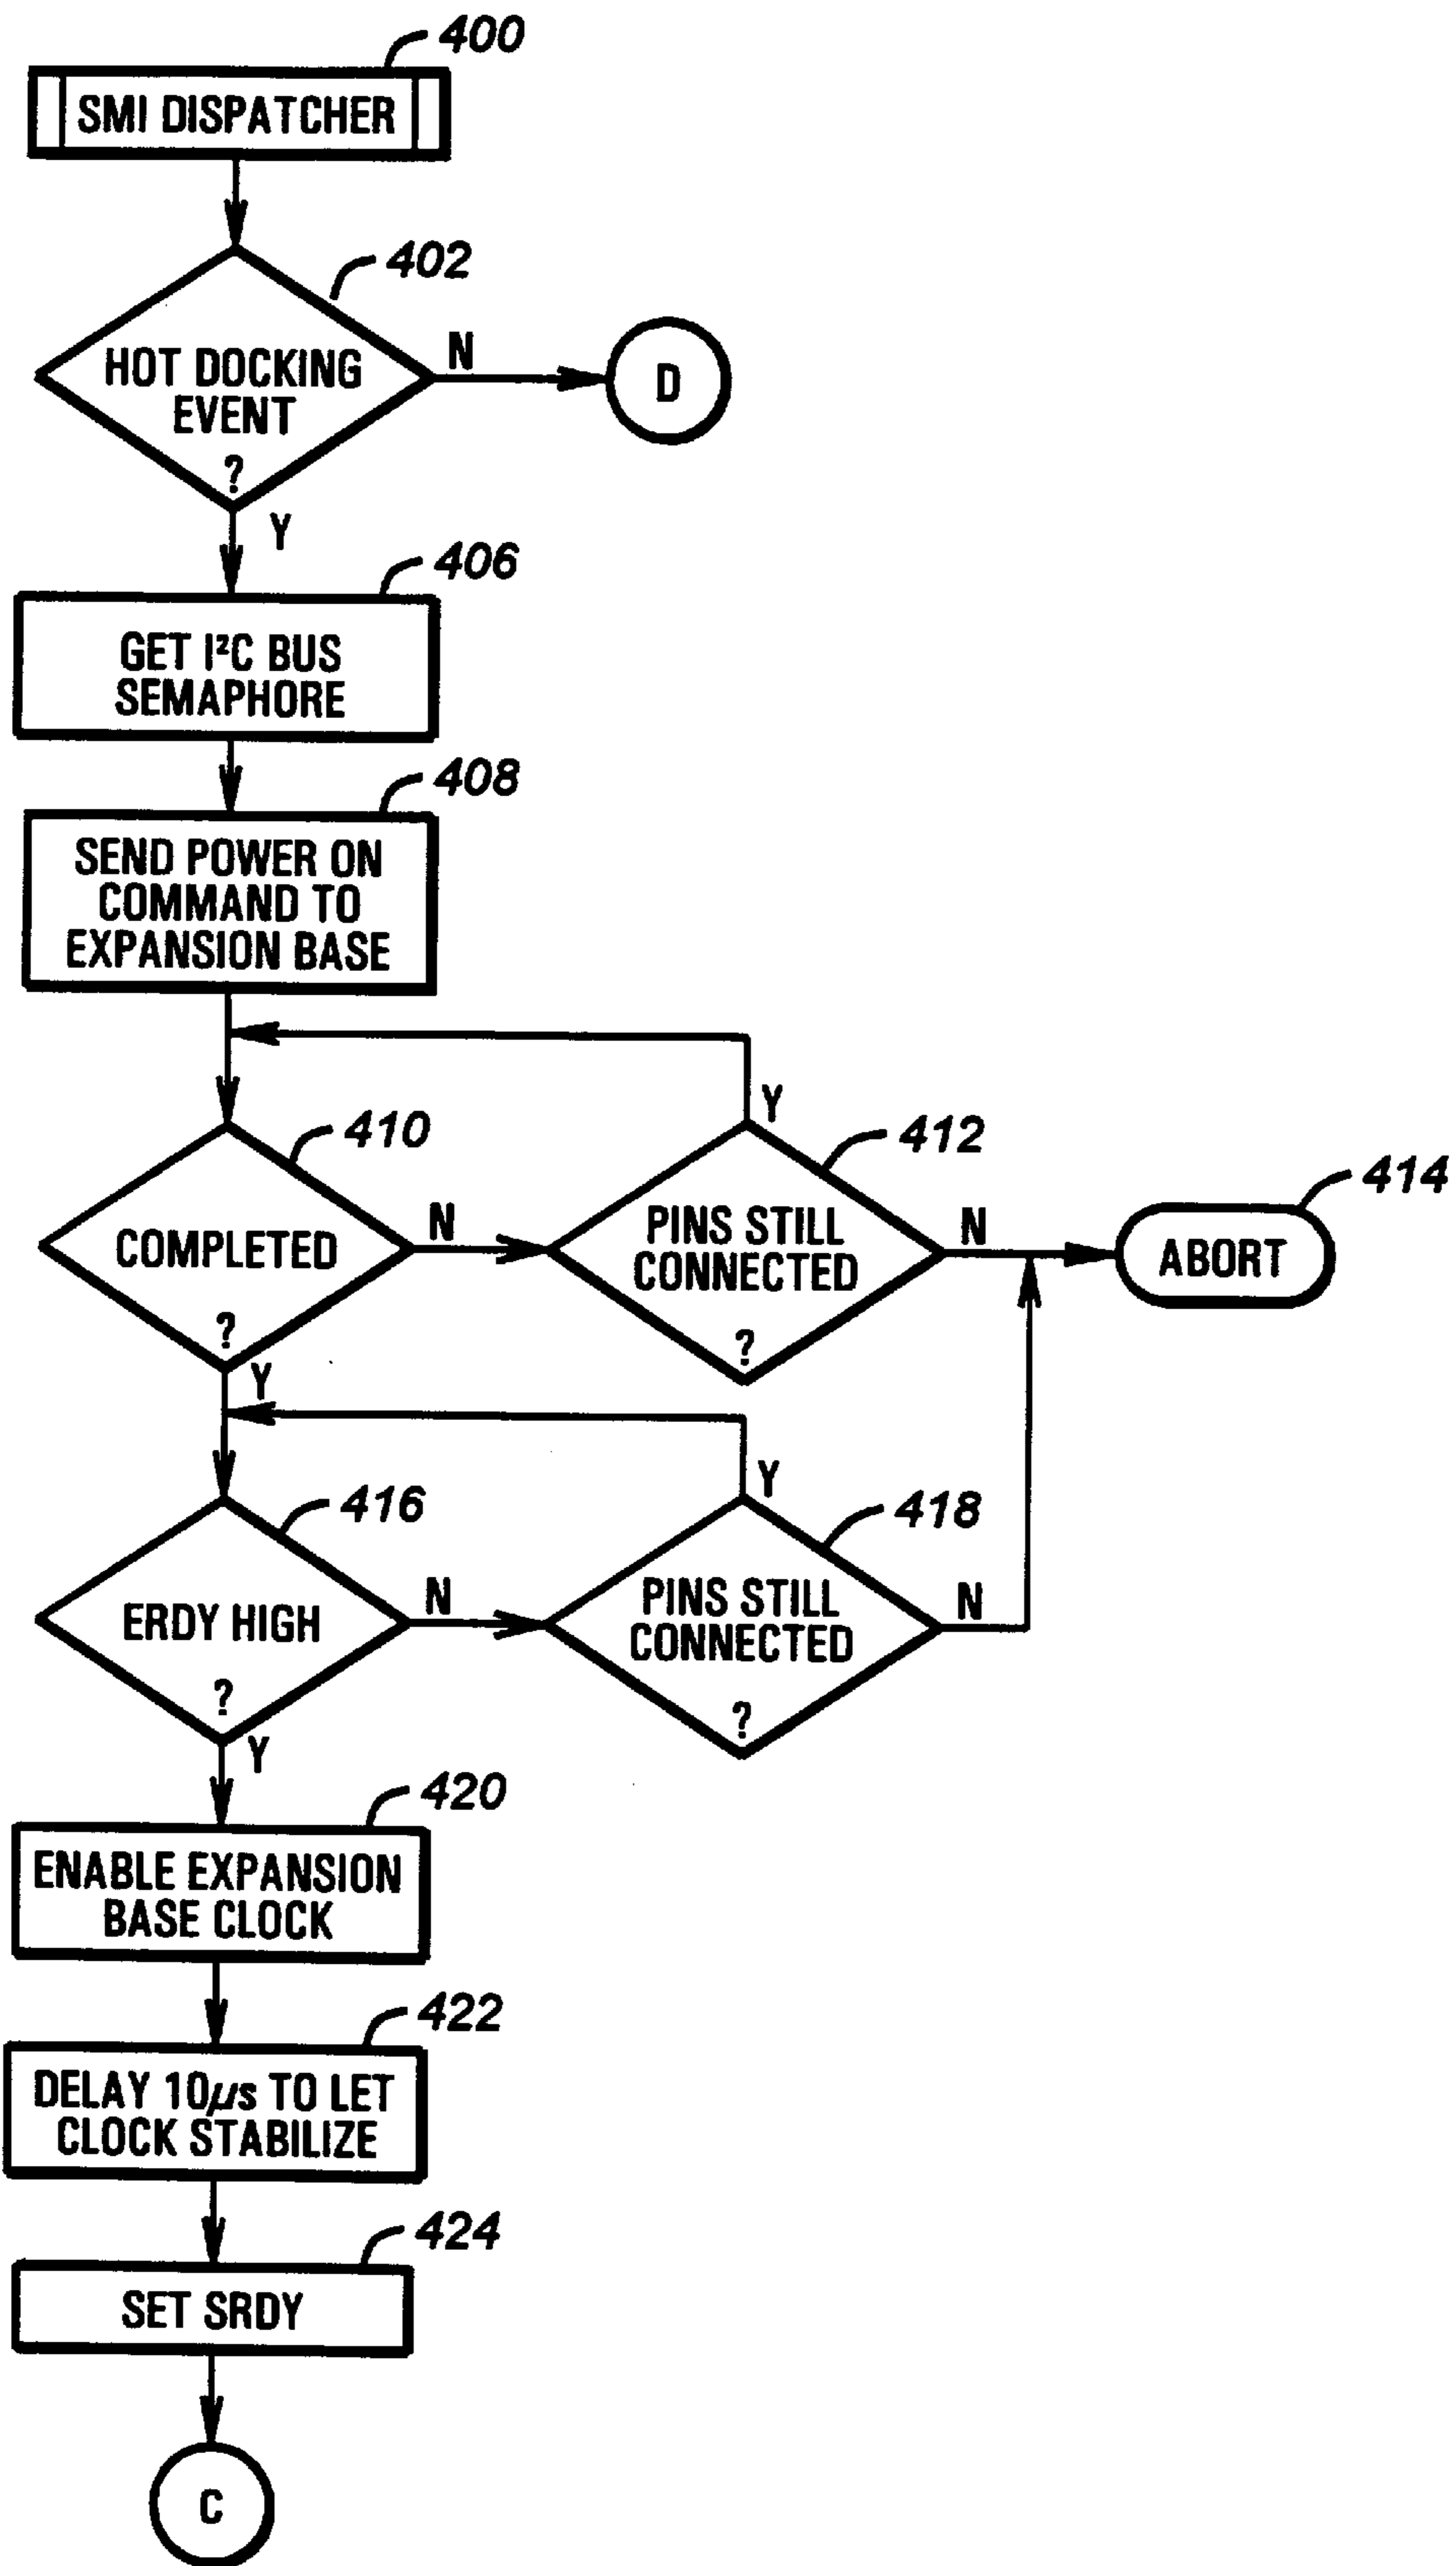 400
SMI DISPATCHER
402
HOT DOCKING
EVENT
?
N
D
Y
406
GET I²C BUS
SEMAPHORE
408
SEND POWER ON
COMMAND TO
EXPANSION BASE
410
COMPLETED
?
N
Y
412
PINS STILL
CONNECTED
?
Y
N
414
ABORT
416
ERDY HIGH
?
N
Y
418
PINS STILL
CONNECTED
?
Y
N
420
ENABLE EXPANSION
BASE CLOCK
422
DELAY 10µs TO LET
CLOCK STABILIZE
424
SET SRDY
C